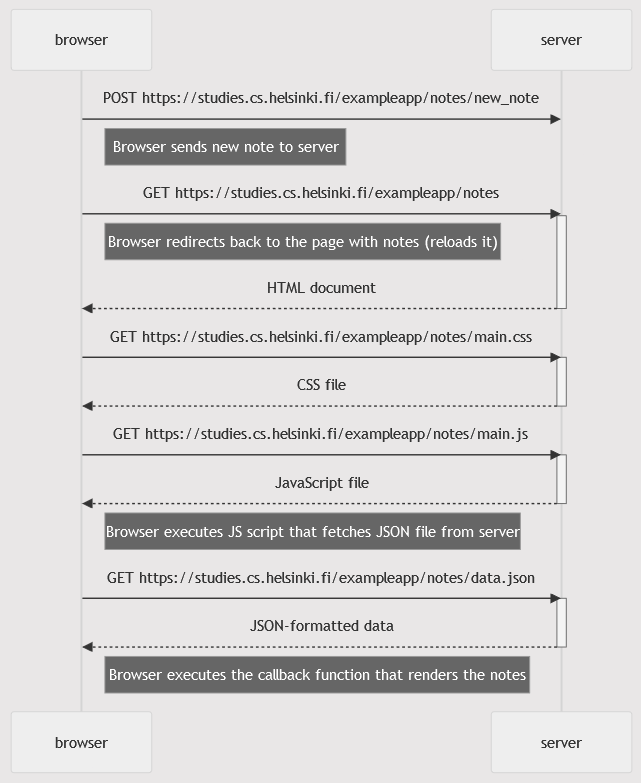 browser
server
POST https://studies.cs.helsinki.fi/exampleapp/notes/new_note
Browser sends new note to server
GET https://studies.cs.helsinki.fi/exampleapp/notes
Browser redirects back to the page with notes (reloads it)
HTML document
GET https://studies.cs.helsinki.fi/exampleapp/notes/main.css
CSS file
GET https://studies.cs.helsinki.fi/exampleapp/notes/main.js
JavaScript file
Browser executes JS script that fetches JSON file from server
GET https://studies.cs.helsinki.fi/exampleapp/notes/data.json
JSON-formatted data
Browser executes the callback function that renders the notes
browser
server